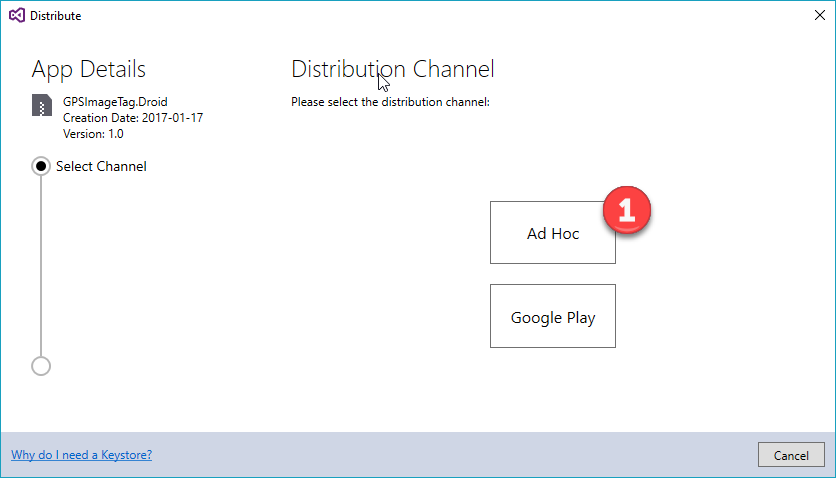 Distribute
App Details
GPSImageTag.Droid
Creation Date: 2017-01-17
Version: 1.0
Select Channel
Distribution Channel
Please select the distribution channel:
1
Ad Hoc
Google Play
Why do I need a Keystore?
Cancel